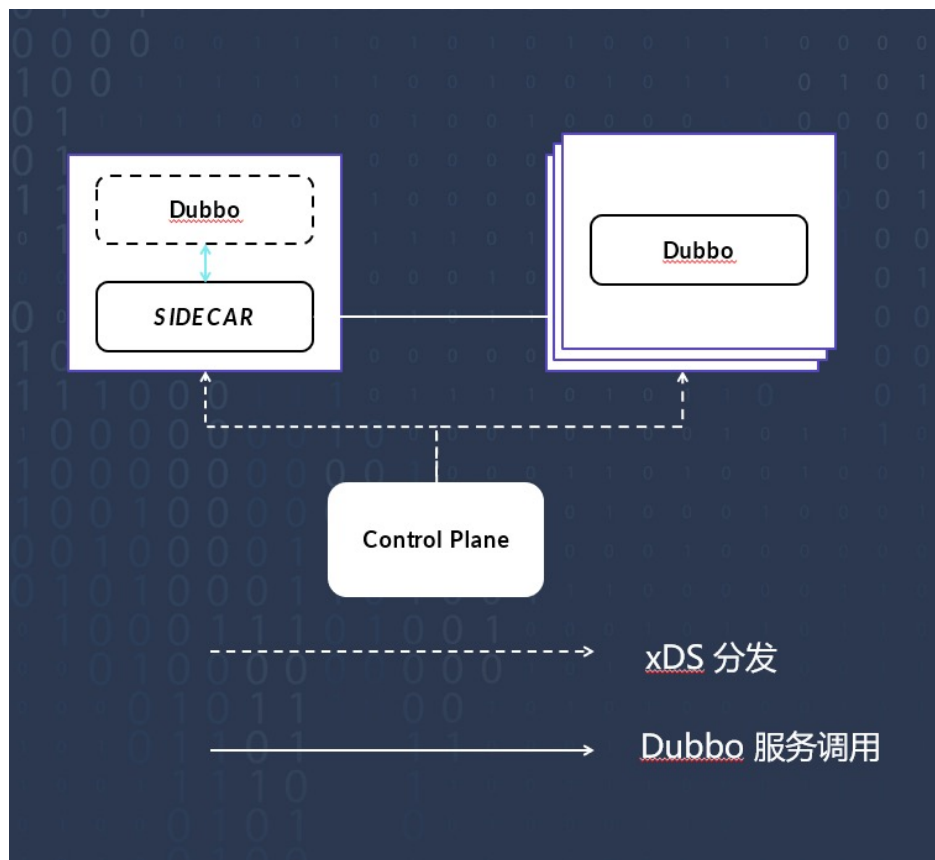 Dubbo
SIDECAR
Dubbo
Control Plane
xDS 分发
Dubbo 服务调用